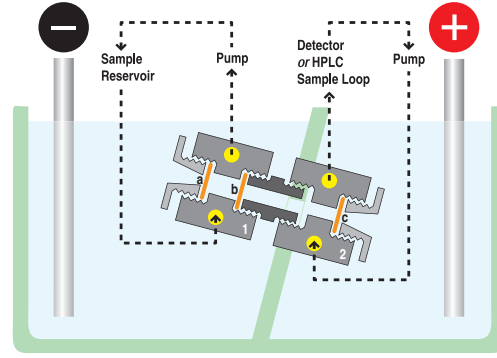 −
+
Sample
Reservoir
Pump
Detector
or HPLC
Sample Loop
Pump
a
b
c
1
2